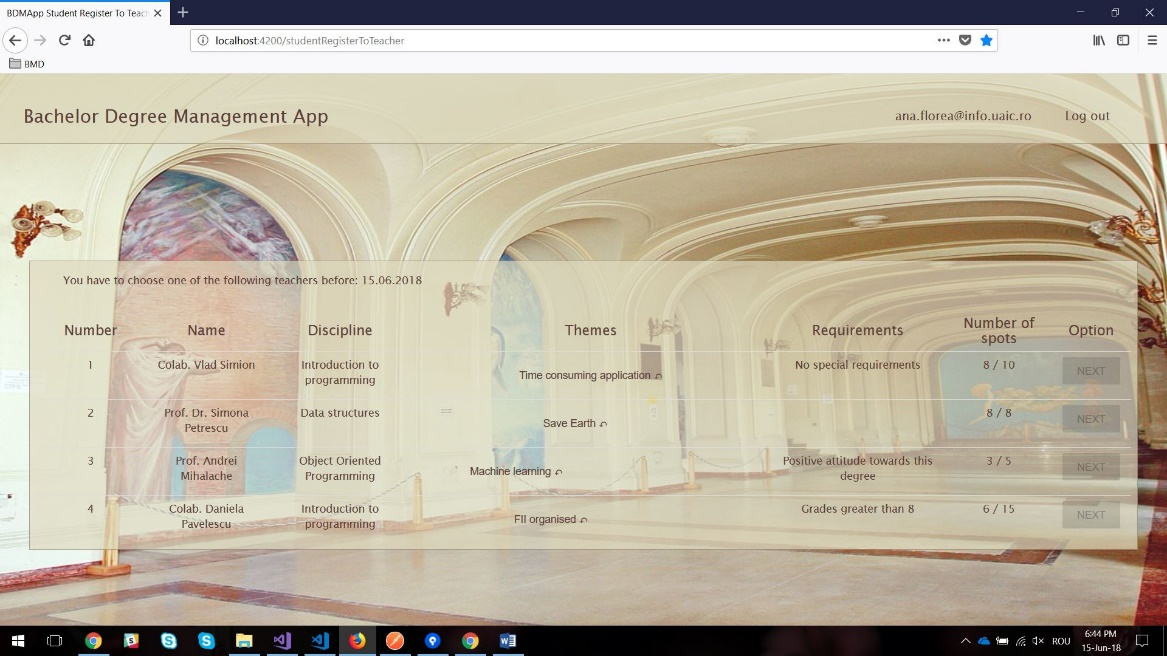 BDMApp Student Register To Teac
localhost:4200/studentRegisterToTeacher
BMD
Bachelor Degree Management App
ana.florea@info.uaic.ro
Log out
You have to choose one of the following teachers before: 15.06.2018
Number Name Discipline Themes Requirements Number of spots Option
1 Colab. Vlad Simion Introduction to programming Time consuming application No special requirements 8 / 10 NEXT
2 Prof. Dr. Simona Petrescu Data structures Save Earth 8 / 8 NEXT
3 Prof. Andrei Mihalache Object Oriented Programming Machine learning Positive attitude towards this degree 3 / 5 NEXT
4 Colab. Daniela Pavelescu Introduction to programming FII organised Grades greater than 8 6 / 15 NEXT
ROU
6:44 PM
15-Jun-18